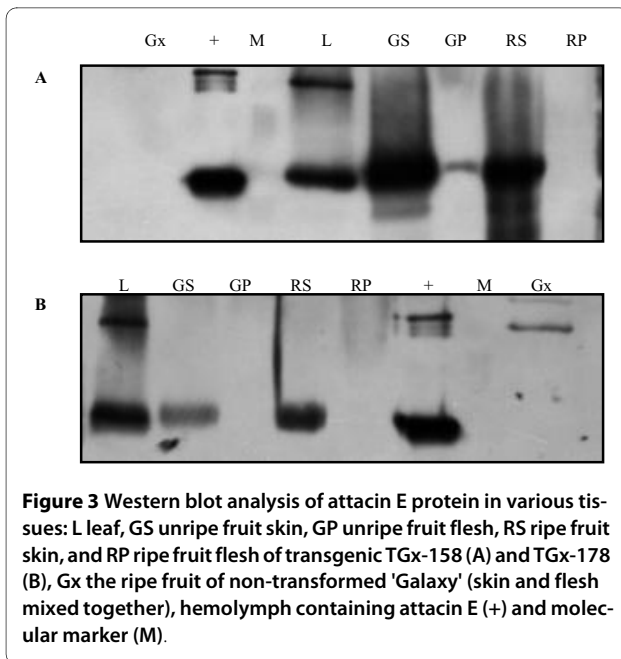 Gx + M L GS GP RS RP
A
L GS GP RS RP + M Gx
B
Figure 3 Western blot analysis of attacin E protein in various tis-
sues: L leaf, GS unripe fruit skin, GP unripe fruit flesh, RS ripe fruit
skin, and RP ripe fruit flesh of transgenic TGx-158 (A) and TGx-178
(B), Gx the ripe fruit of non-transformed 'Galaxy' (skin and flesh
mixed together), hemolymph containing attacin E (+) and molec-
ular marker (M).